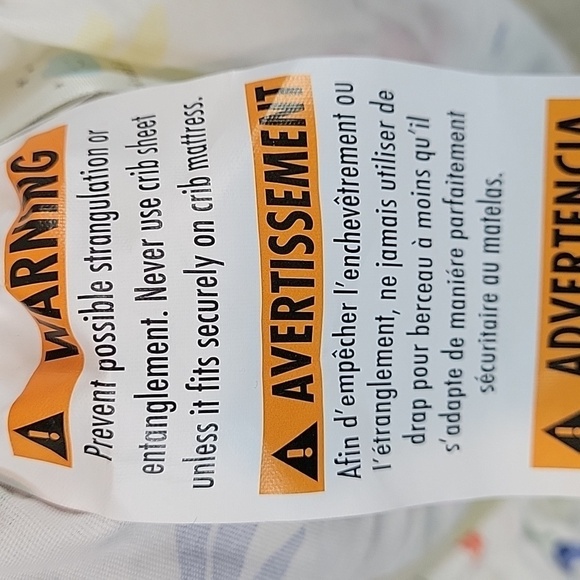 WARNING
Prevent possible strangulation or
entanglement. Never use crib sheet
unless it fits securely on crib mattress.
AVERTISSEMENT
Afin d'empêcher l'enchevêtrement ou
l'étranglement, ne jamais utiliser de
drap pour berceau à moins qu'il
s'adapte de maniére parfaitement
sécuritaire au matelas.
ADVERTENCIA